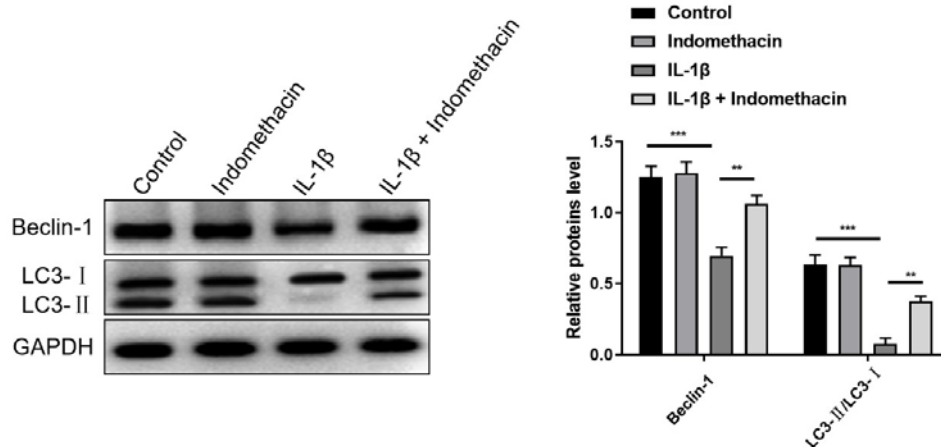 Control
Indomethacin
IL-1β
IL-1β + Indomethacin
Beclin-1
LC3-Ⅰ
LC3-Ⅱ
GAPDH
Control
Indomethacin
IL-1β
IL-1β + Indomethacin
Relative proteins level
1.5
1.0
0.5
0.0
***
**
***
**
Beclin-1
LC3-Ⅱ/LC3-Ⅰ